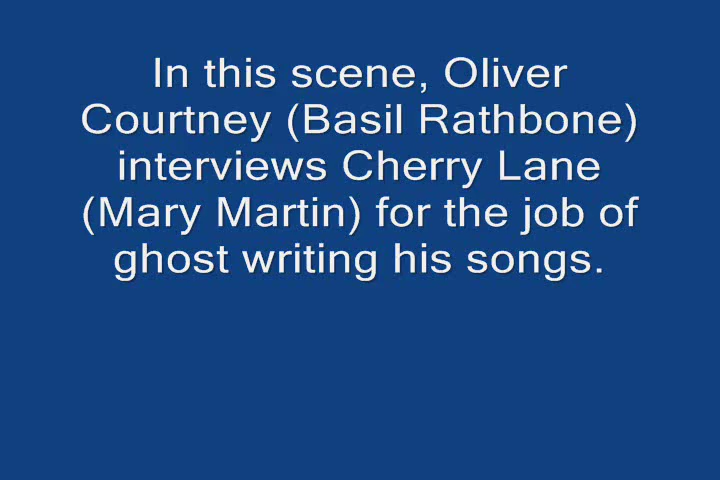 In this scene, Oliver
Courtney (Basil Rathbone)
interviews Cherry Lane
(Mary Martin) for the job of
ghost writing his songs.